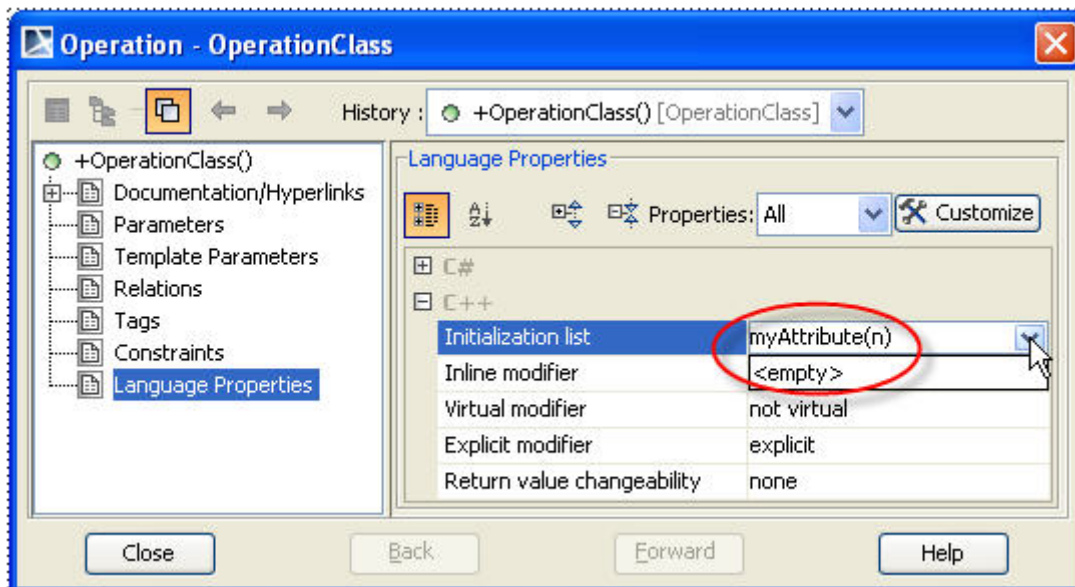 Operation - OperationClass
History : +OperationClass() [OperationClass]
+OperationClass()
Documentation/Hyperlinks
Parameters
Template Parameters
Relations
Tags
Constraints
Language Properties
Language Properties
Properties: All Customize
C#
C++
Initialization list myAttribute(n)
Inline modifier <empty>
Virtual modifier not virtual
Explicit modifier explicit
Return value changeability none
Close Back Forward Help